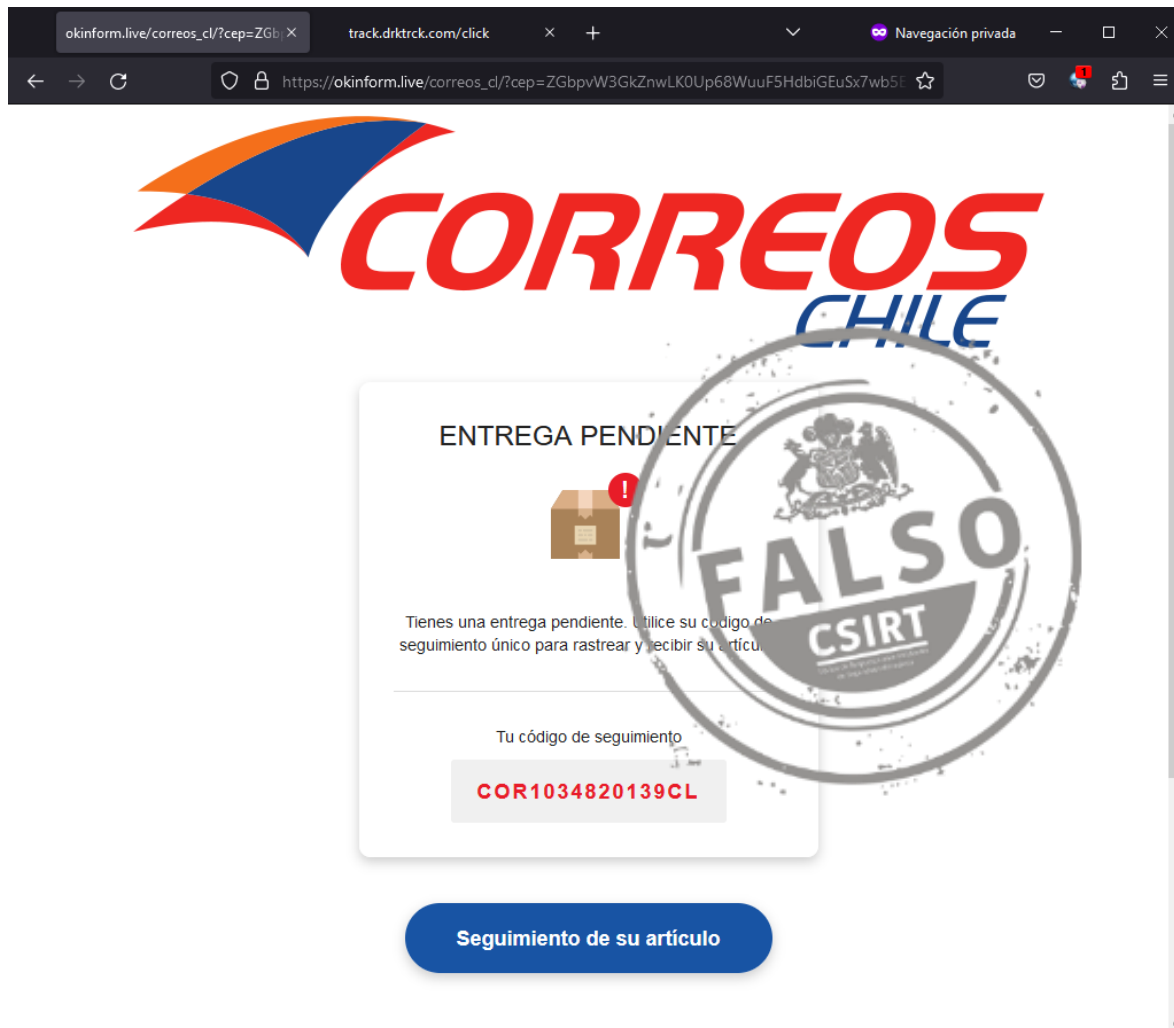 okinform.live/correos_cl/?cep=ZGb
track.drktrck.com/click
Navegación privada
https://okinform.live/correos_cl/?cep=ZGbpvW3GkZnwLK0Up68WuuF5HdbiGEuSx7wb5E
1
CORREOS
CHILE
ENTREGA PENDIENTE
!
Tienes una entrega pendiente. Utilice su código de
seguimiento único para rastrear y recibir su
FALSO
CSIRT
Tu código de seguimiento
COR1034820139CL
Seguimiento de su artículo